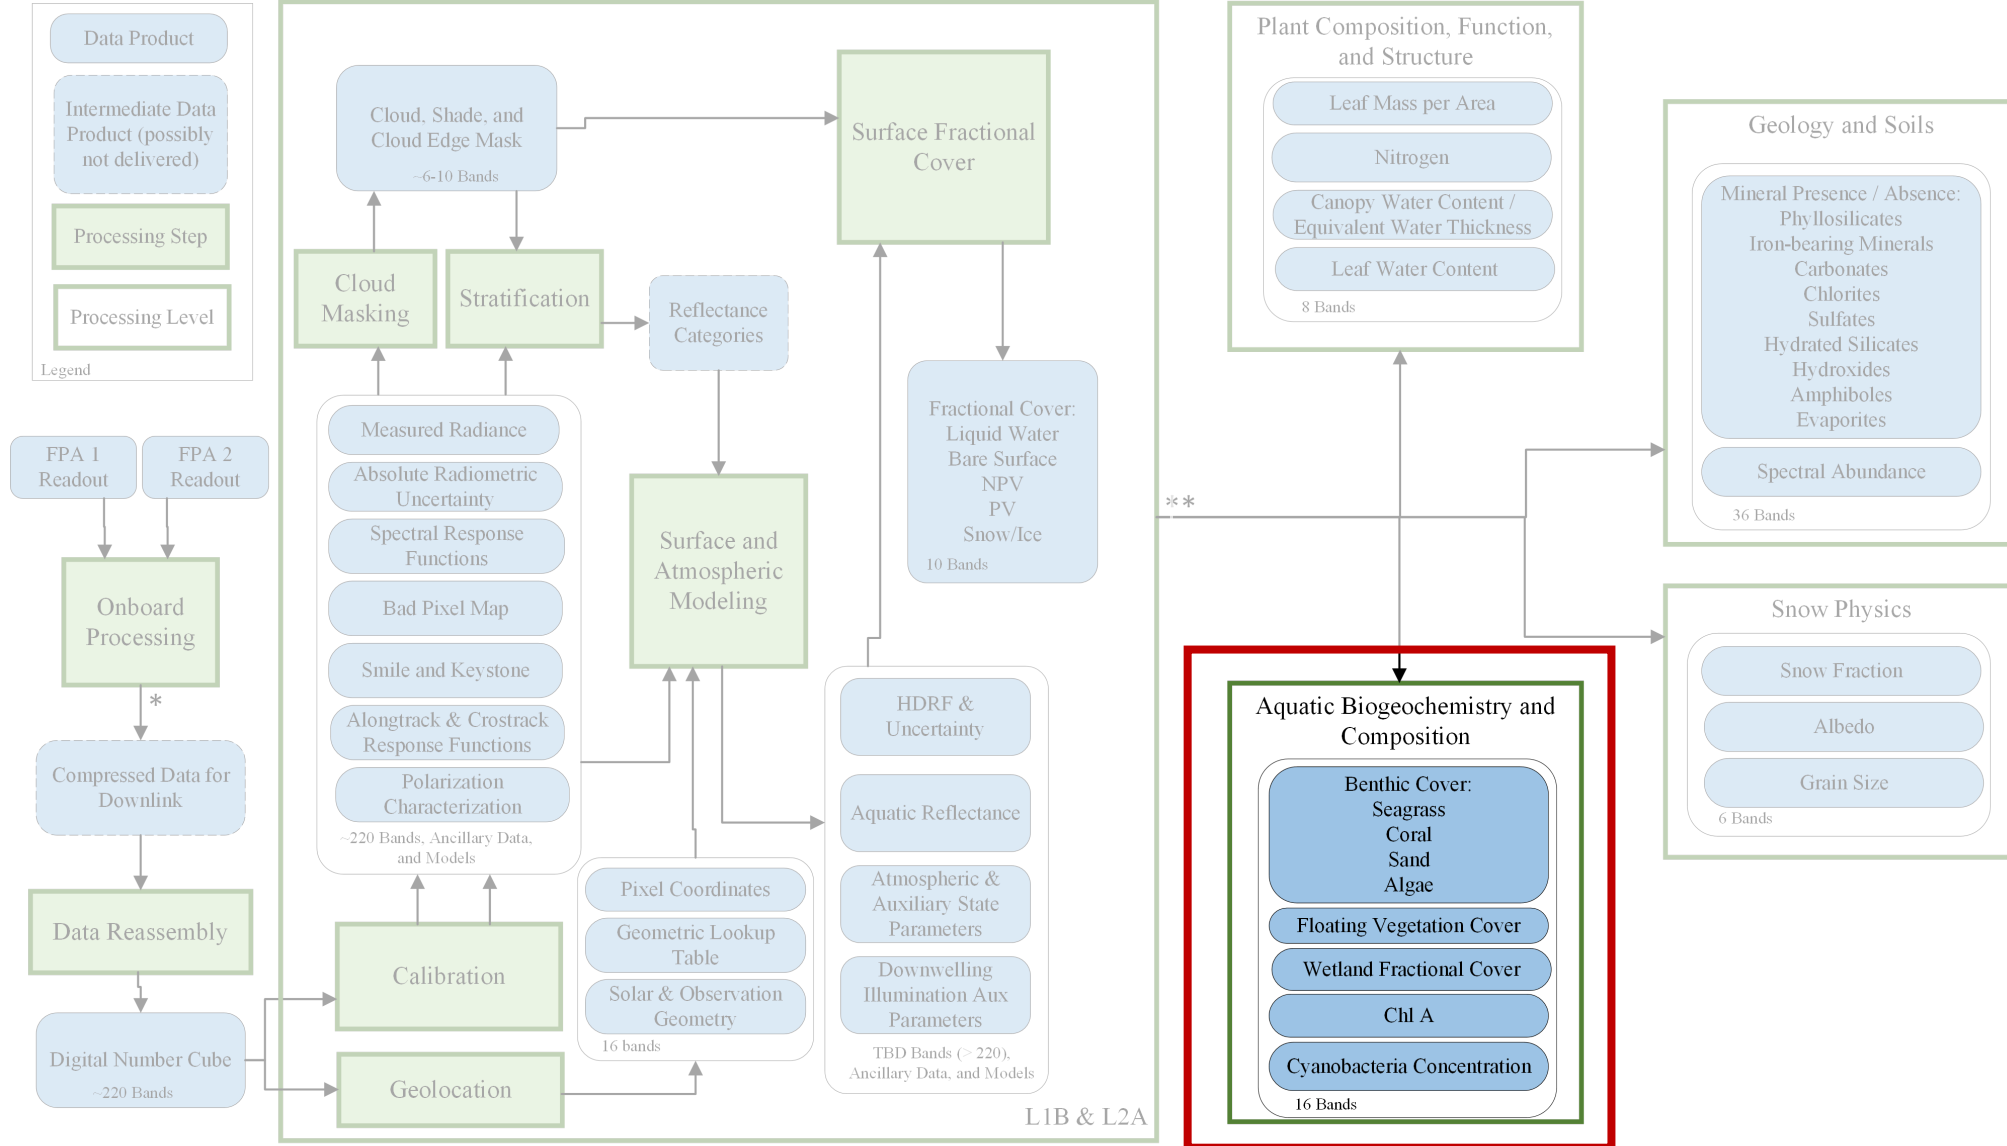 Data Product
Intermediate Data
Product (possibly
not delivered)
Processing Step
Processing Level
Legend
FPA 1
Readout
FPA 2
Readout
Onboard
Processing
*
Compressed Data for
Downlink
Data Reassembly
Digital Number Cube
~220 Bands
Cloud, Shade, and
Cloud Edge Mask
~6-10 Bands
Cloud
Masking
Stratification
Reflectance
Categories
Measured Radiance
Absolute Radiometric
Uncertainty
Spectral Response
Functions
Bad Pixel Map
Smile and Keystone
Alongtrack & Crostrack
Response Functions
Polarization
Characterization
~220 Bands, Ancillary Data,
and Models
Calibration
Geolocation
Pixel Coordinates
Geometric Lookup
Table
Solar & Observation
Geometry
16 bands
Surface and
Atmospheric
Modeling
Surface Fractional
Cover
Fractional Cover:
Liquid Water
Bare Surface
NPV
PV
Snow/Ice
10 Bands
HDRF &
Uncertainty
Aquatic Reflectance
Atmospheric &
Auxiliary State
Parameters
Downwelling
Illumination Aux
Parameters
TBD Bands (> 220),
Ancillary Data, and Models
L1B & L2A
**
Plant Composition, Function,
and Structure
Leaf Mass per Area
Nitrogen
Canopy Water Content /
Equivalent Water Thickness
Leaf Water Content
8 Bands
Aquatic Biogeochemistry and
Composition
Benthic Cover:
Seagrass
Coral
Sand
Algae
Floating Vegetation Cover
Wetland Fractional Cover
Chl A
Cyanobacteria Concentration
16 Bands
Geology and Soils
Mineral Presence / Absence:
Phyllosilicates
Iron-bearing Minerals
Carbonates
Chlorites
Sulfates
Hydrated Silicates
Hydroxides
Amphiboles
Evaporites
Spectral Abundance
36 Bands
Snow Physics
Snow Fraction
Albedo
Grain Size
6 Bands